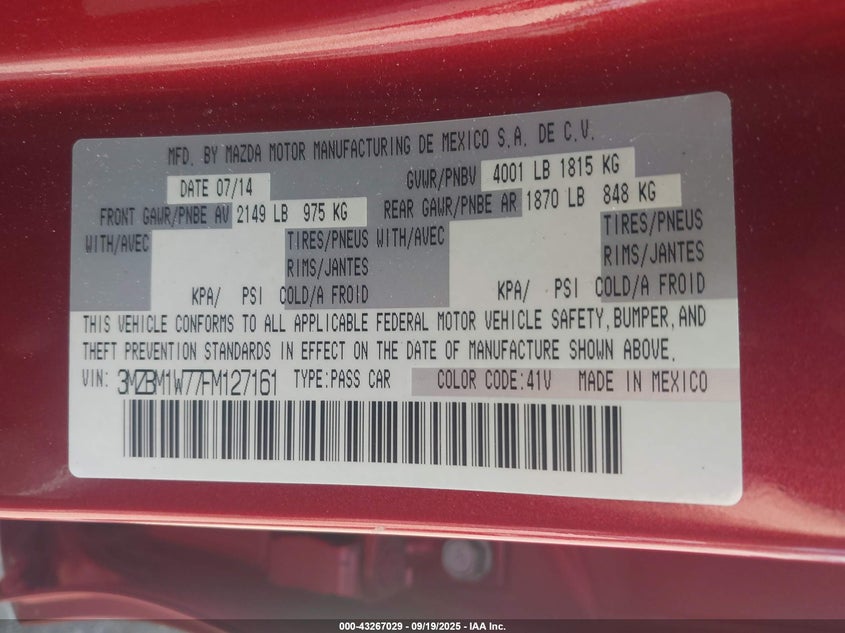 MFD. BY MAZDA MOTOR MANUFACTURING DE MEXICO S.A. DE C.V.
DATE 07/14 GVWR/PNBV 4001 LB 1815 KG
FRONT GAWR/PNBE AV 2149 LB 975 KG REAR GAWR/PNBE AR 1870 LB 848 KG
WITH/AVEC TIRES/PNEUS WITH/AVEC TIRES/PNEUS
RIMS/JANTES RIMS/JANTES
KPA/ PSI COLD/A FROID KPA/ PSI COLD/A FROID
THIS VEHICLE CONFORMS TO ALL APPLICABLE FEDERAL MOTOR VEHICLE SAFETY, BUMPER, AND
THEFT PREVENTION STANDARDS IN EFFECT ON THE DATE OF MANUFACTURE SHOWN ABOVE.
VIN: 3MZBM1W77FM127161 TYPE:PASS CAR COLOR CODE:41V MADE IN MEXICO
000-43267029 - 09/19/2025 - IAA Inc.